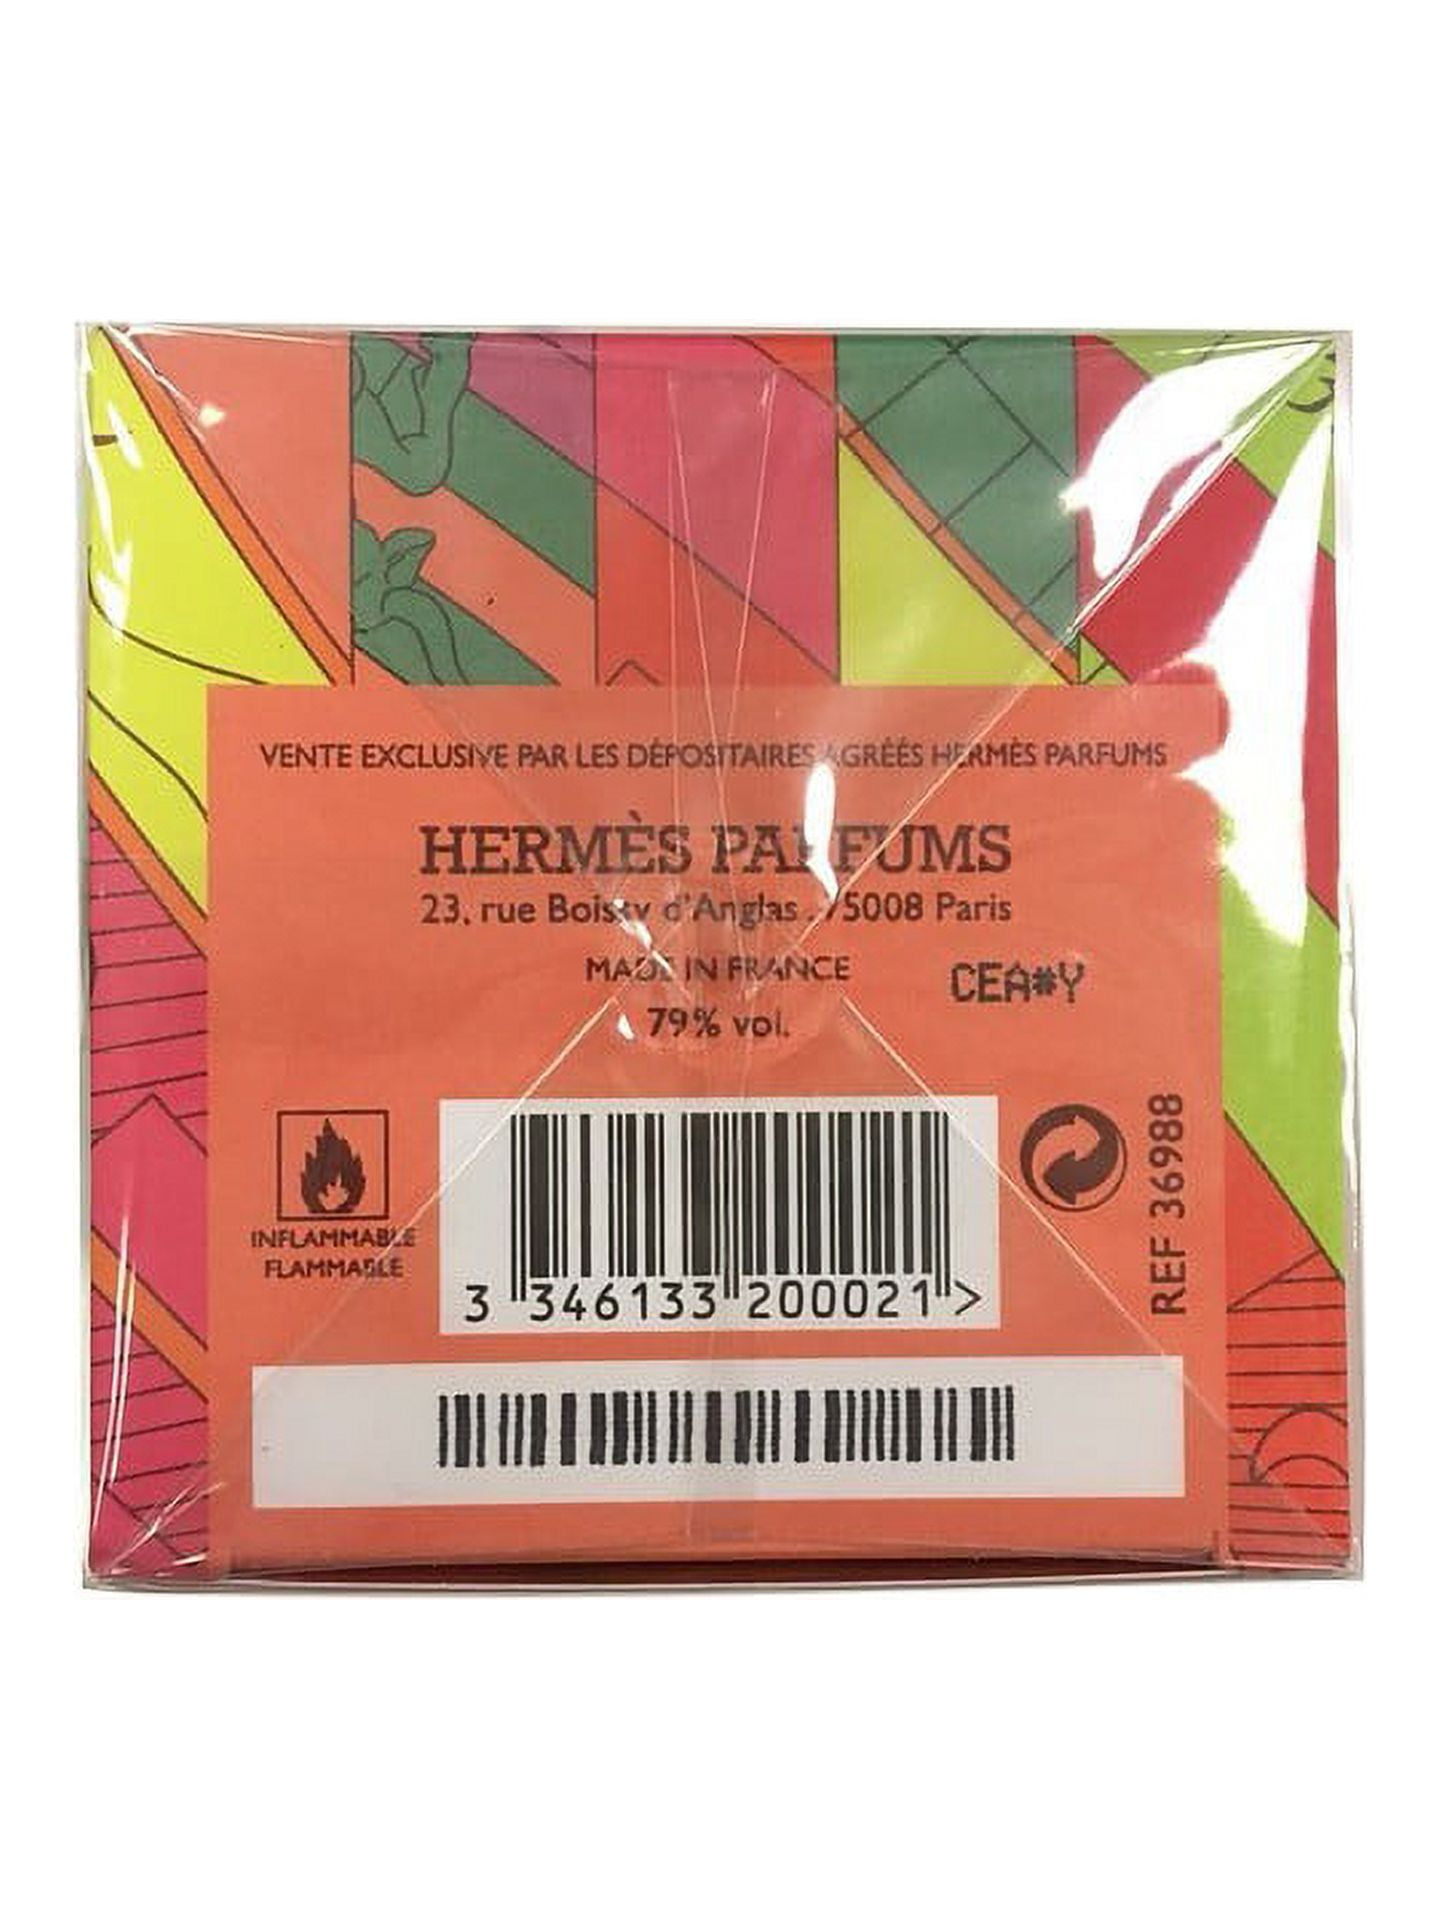 VENTE EXCLUSIVE PAR LES DÉPOSITAIRES AGRÉÉS HERMÈS PARFUMS
HERMÈS PARFUMS
23, rue Boissy d'Anglas . 75008 Paris
MADE IN FRANCE
CEA#Y
79% vol.
INFLAMMABLE
FLAMMABLE
REF 36988
3 346133 200021 >